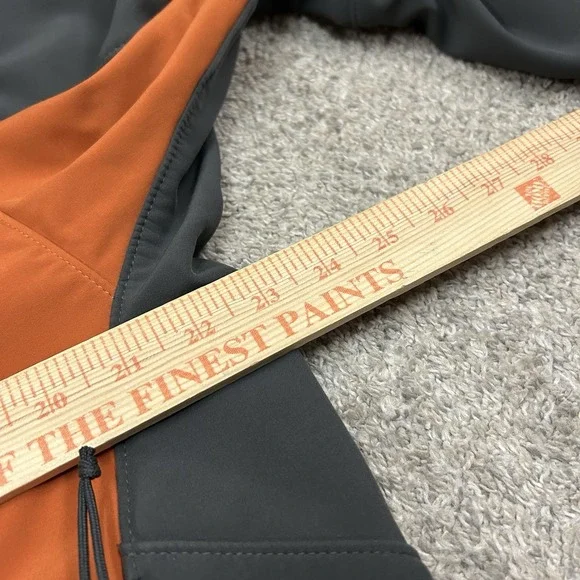 20 21 22 23 24 25 26 27 28
F THE FINEST PAINTS